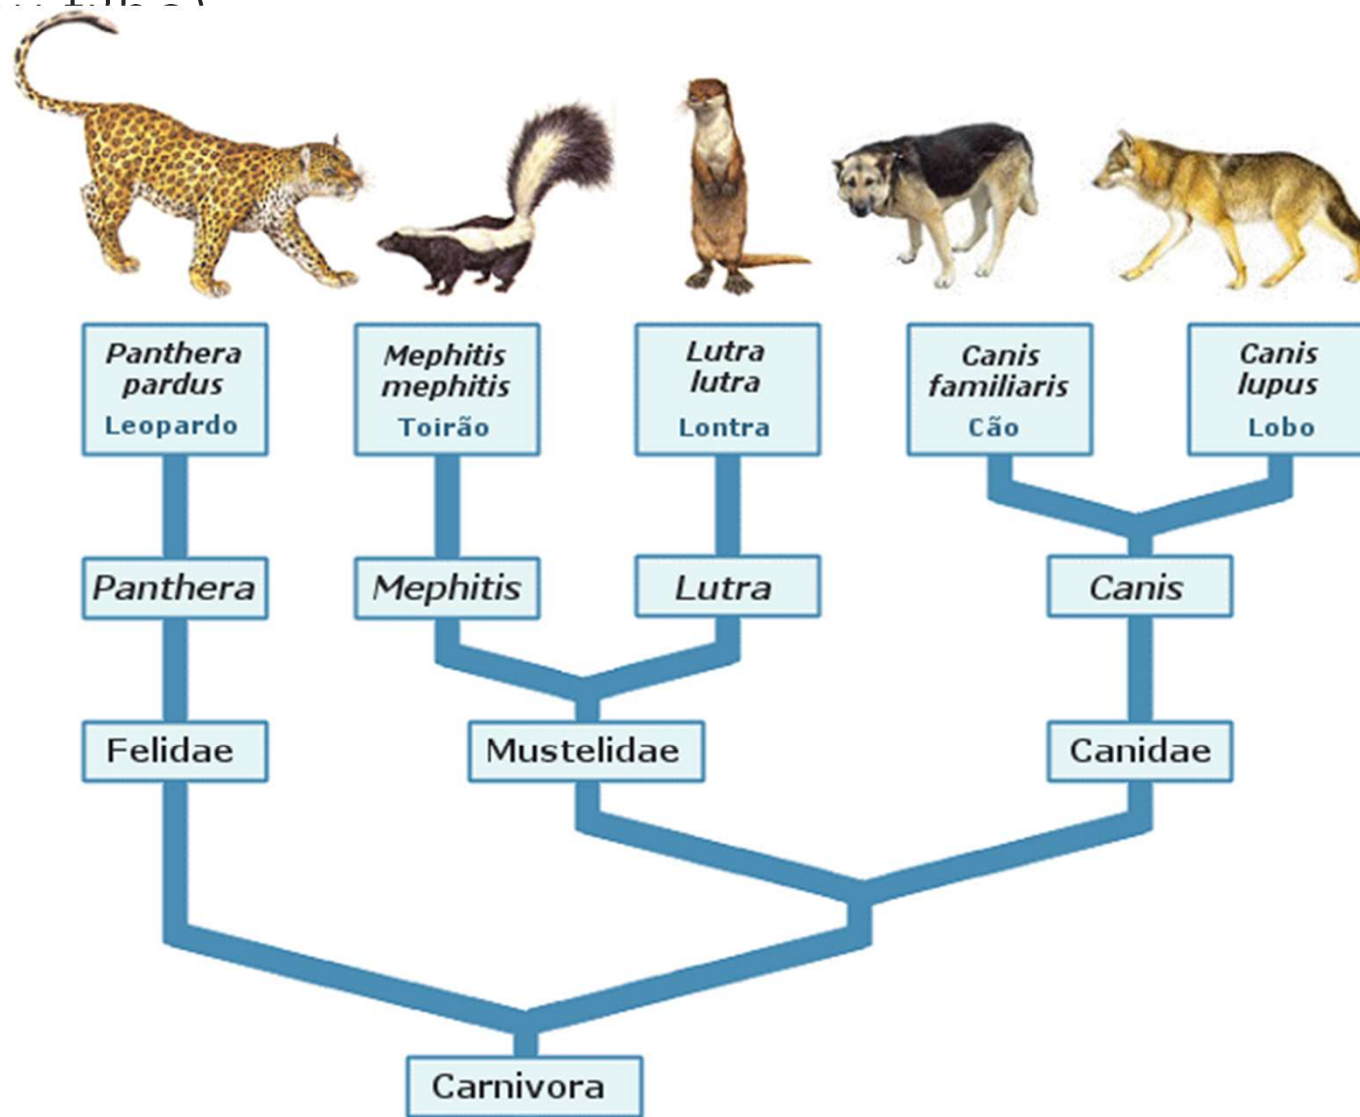 Panthera
pardus
Leopardo
Mephitis
mephitis
Toirão
Lutra
lutra
Lontra
Canis
familiaris
Cão
Canis
lupus
Lobo
Panthera
Mephitis
Lutra
Canis
Felidae
Mustelidae
Canidae
Carnivora